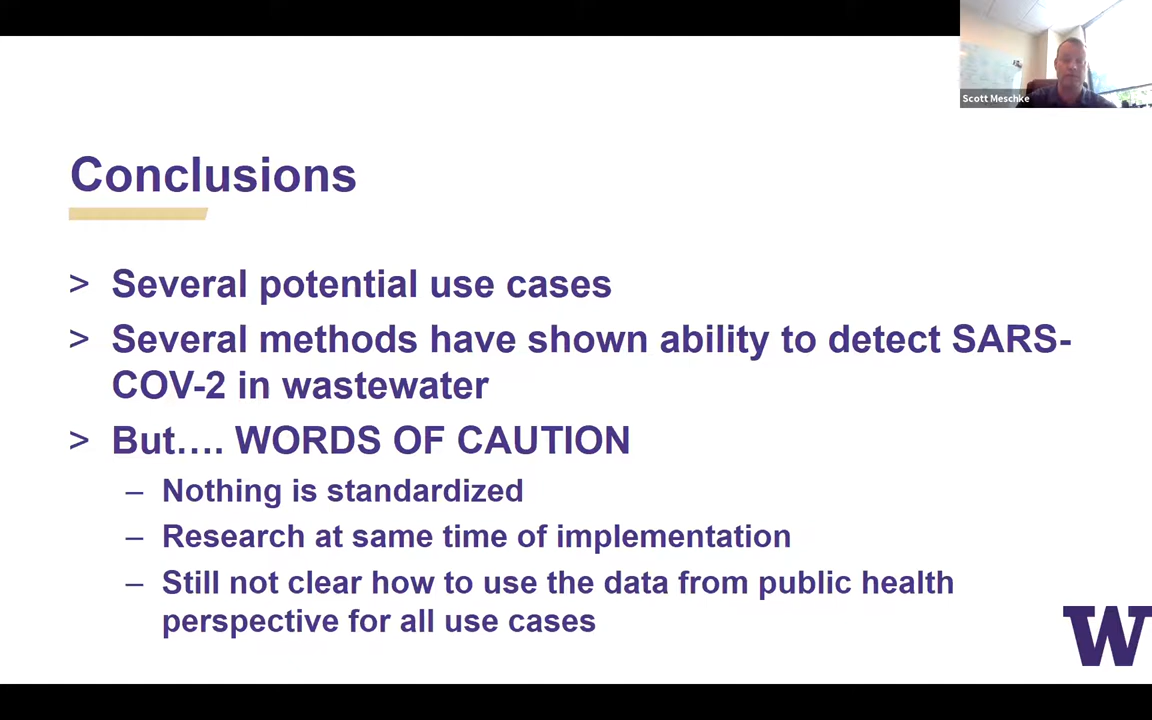 Scott Meschke
Conclusions
> Several potential use cases
> Several methods have shown ability to detect SARS-
COV-2 in wastewater
> But…. WORDS OF CAUTION
– Nothing is standardized
– Research at same time of implementation
– Still not clear how to use the data from public health
perspective for all use cases
W